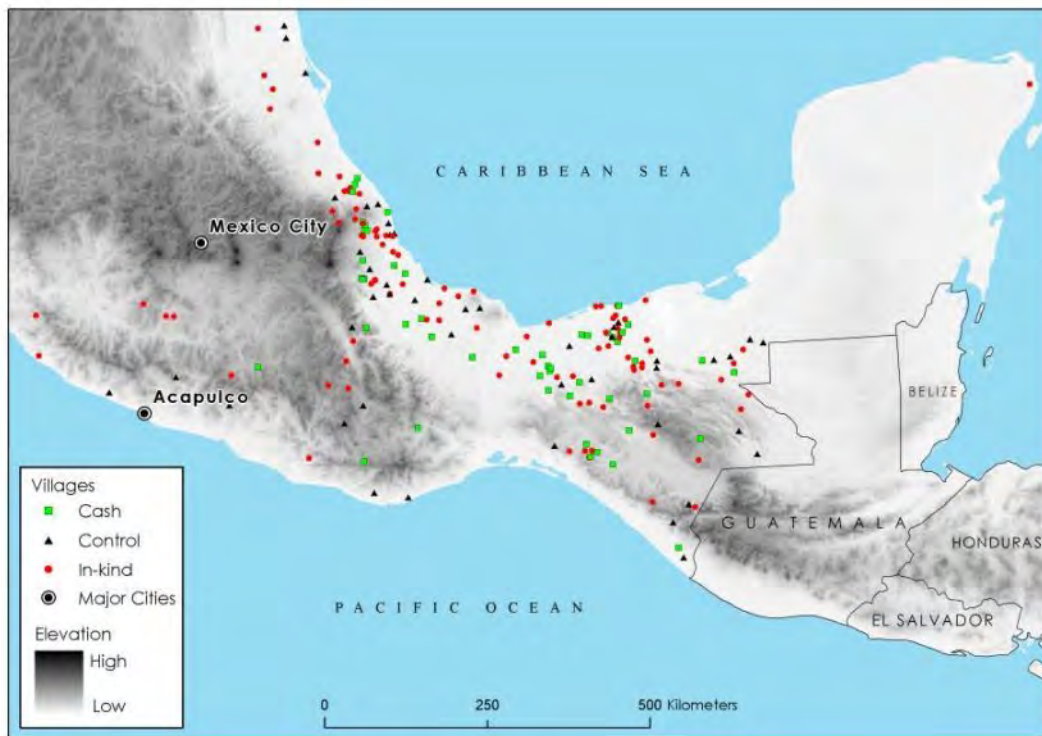 CARIBBEAN SEA
Mexico City
Acapulco
BELIZE
GUATEMALA
HONDURAS
EL SALVADOR
PACIFIC OCEAN
Villages
Cash
Control
In-kind
Major Cities
Elevation
High
Low
0 250 500 Kilometers